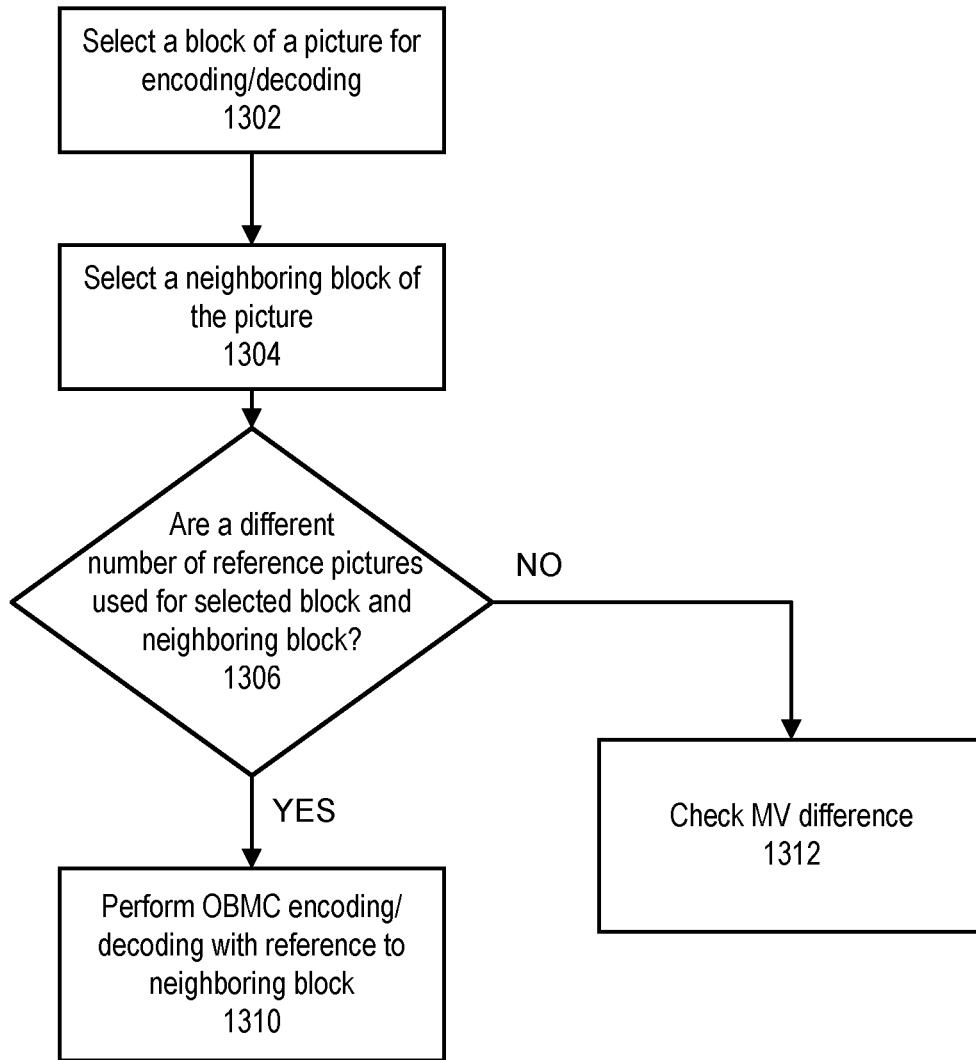 Select a block of a picture for
encoding/decoding
1302
Select a neighboring block of
the picture
1304
Are a different
number of reference pictures
used for selected block and
neighboring block?
1306
NO
YES
Check MV difference
1312
Perform OBMC encoding/
decoding with reference to
neighboring block
1310